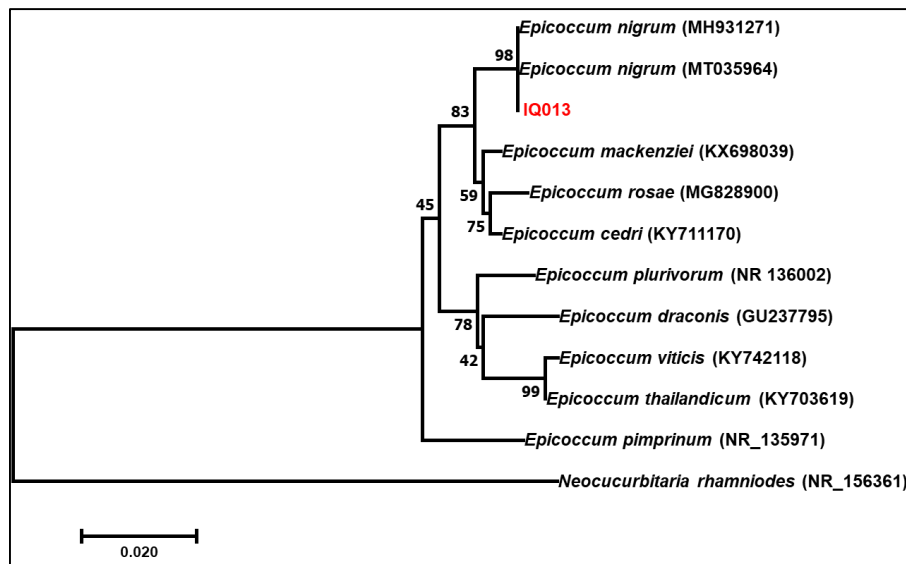 Epicoccum nigrum (MH931271)
98
Epicoccum nigrum (MT035964)
IQ013
83
Epicoccum mackenziei (KX698039)
59
Epicoccum rosae (MG828900)
45
75
Epicoccum cedri (KY711170)
Epicoccum plurivorum (NR 136002)
78
Epicoccum draconis (GU237795)
42
Epicoccum viticis (KY742118)
99
Epicoccum thailandicum (KY703619)
Epicoccum pimprinum (NR_135971)
Neocucurbitaria rhamniodes (NR_156361)
0.020